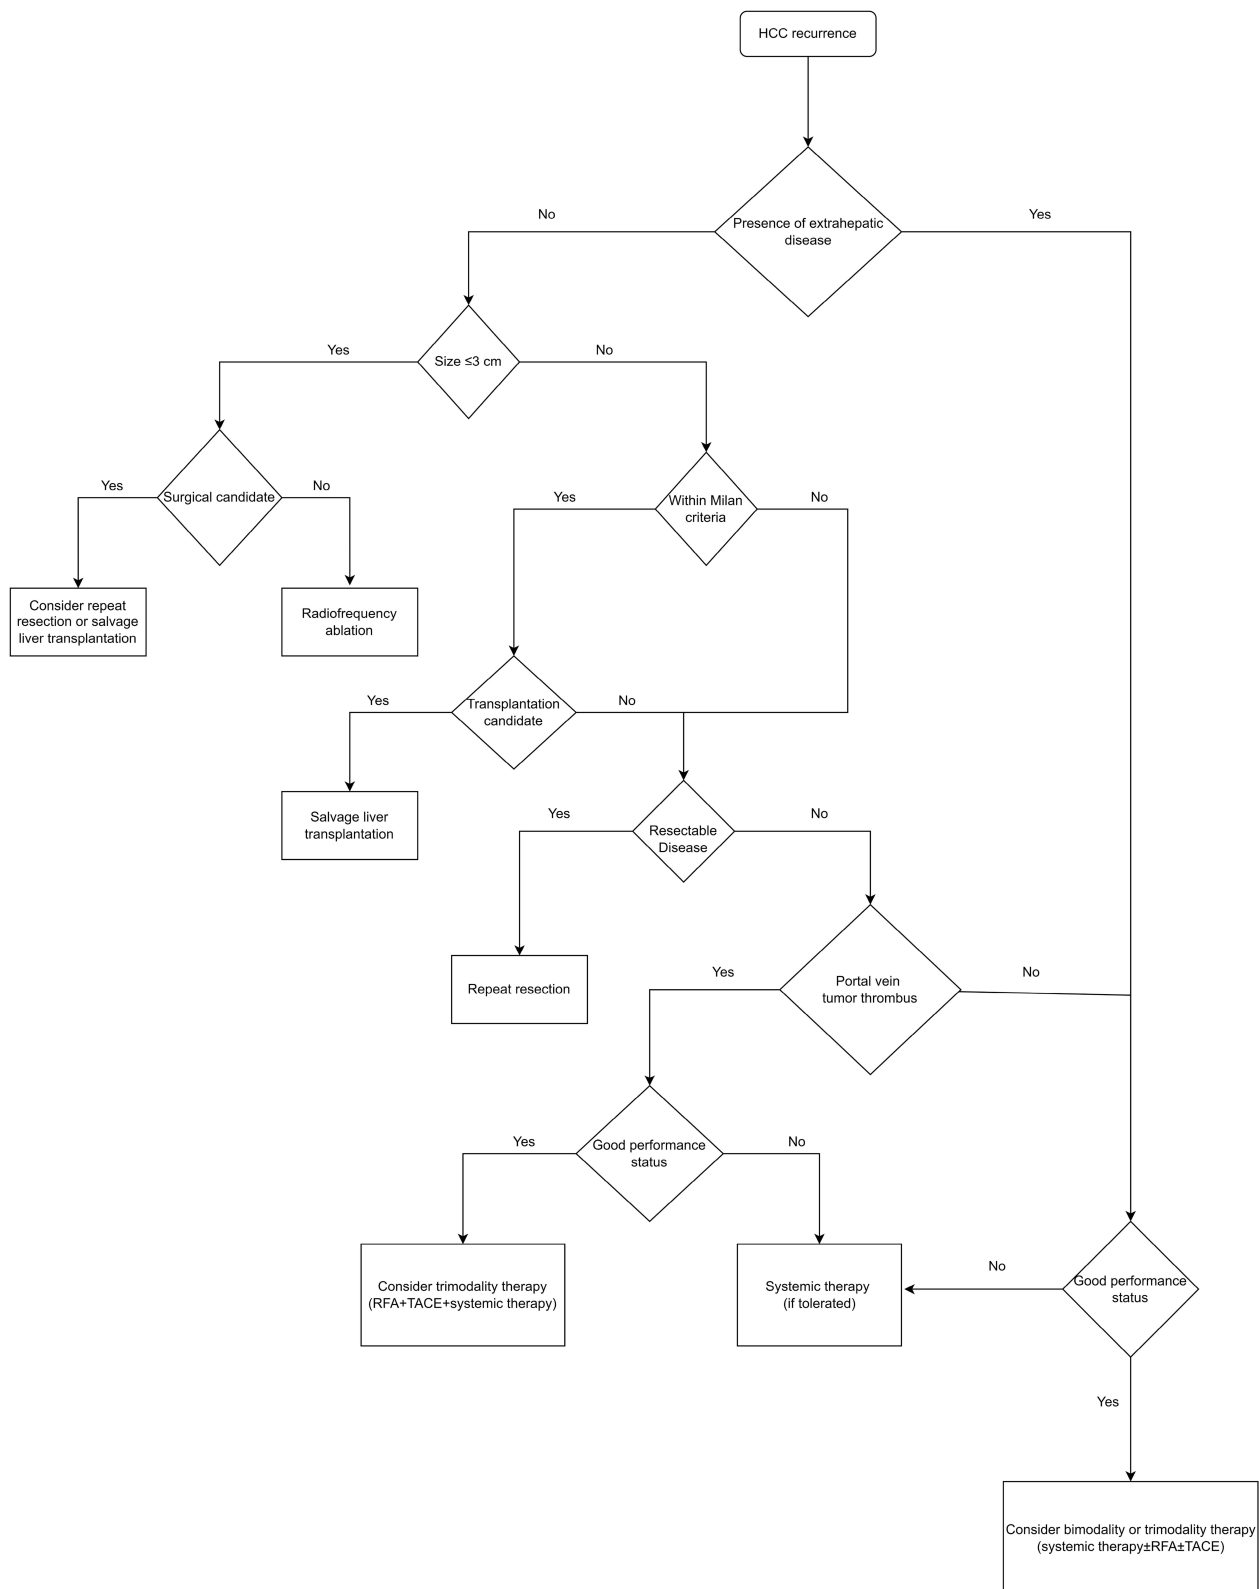 HCC recurrence
Presence of extrahepatic
disease
No
Yes
Size ≤3 cm
Yes
No
Surgical candidate
Yes
No
Within Milan
criteria
Yes
No
Consider repeat
resection or salvage
liver transplantation
Radiofrequency
ablation
Transplantation
candidate
Yes
No
Salvage liver
transplantation
Resectable
Disease
Yes
No
Repeat resection
Portal vein
tumor thrombus
Yes
No
Good performance
status
Yes
No
Consider trimodality therapy
(RFA+TACE+systemic therapy)
Systemic therapy
(if tolerated)
No
Good performance
status
Yes
Consider bimodality or trimodality therapy
(systemic therapy±RFA±TACE)